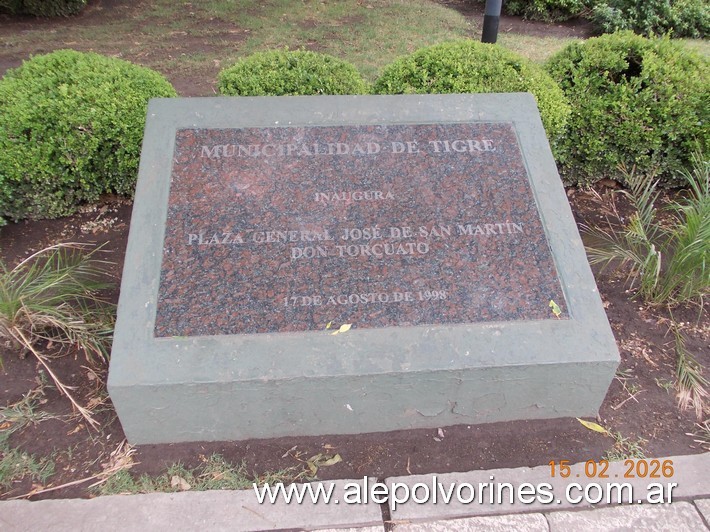 MUNICIPALIDAD DE TIGRE
INAUGURA
PLAZA GENERAL JOSÉ DE SAN MARTÍN
DON TORCUATO
17 DE AGOSTO DE 1998
15.02 2026
www.alepolvorines.com.ar